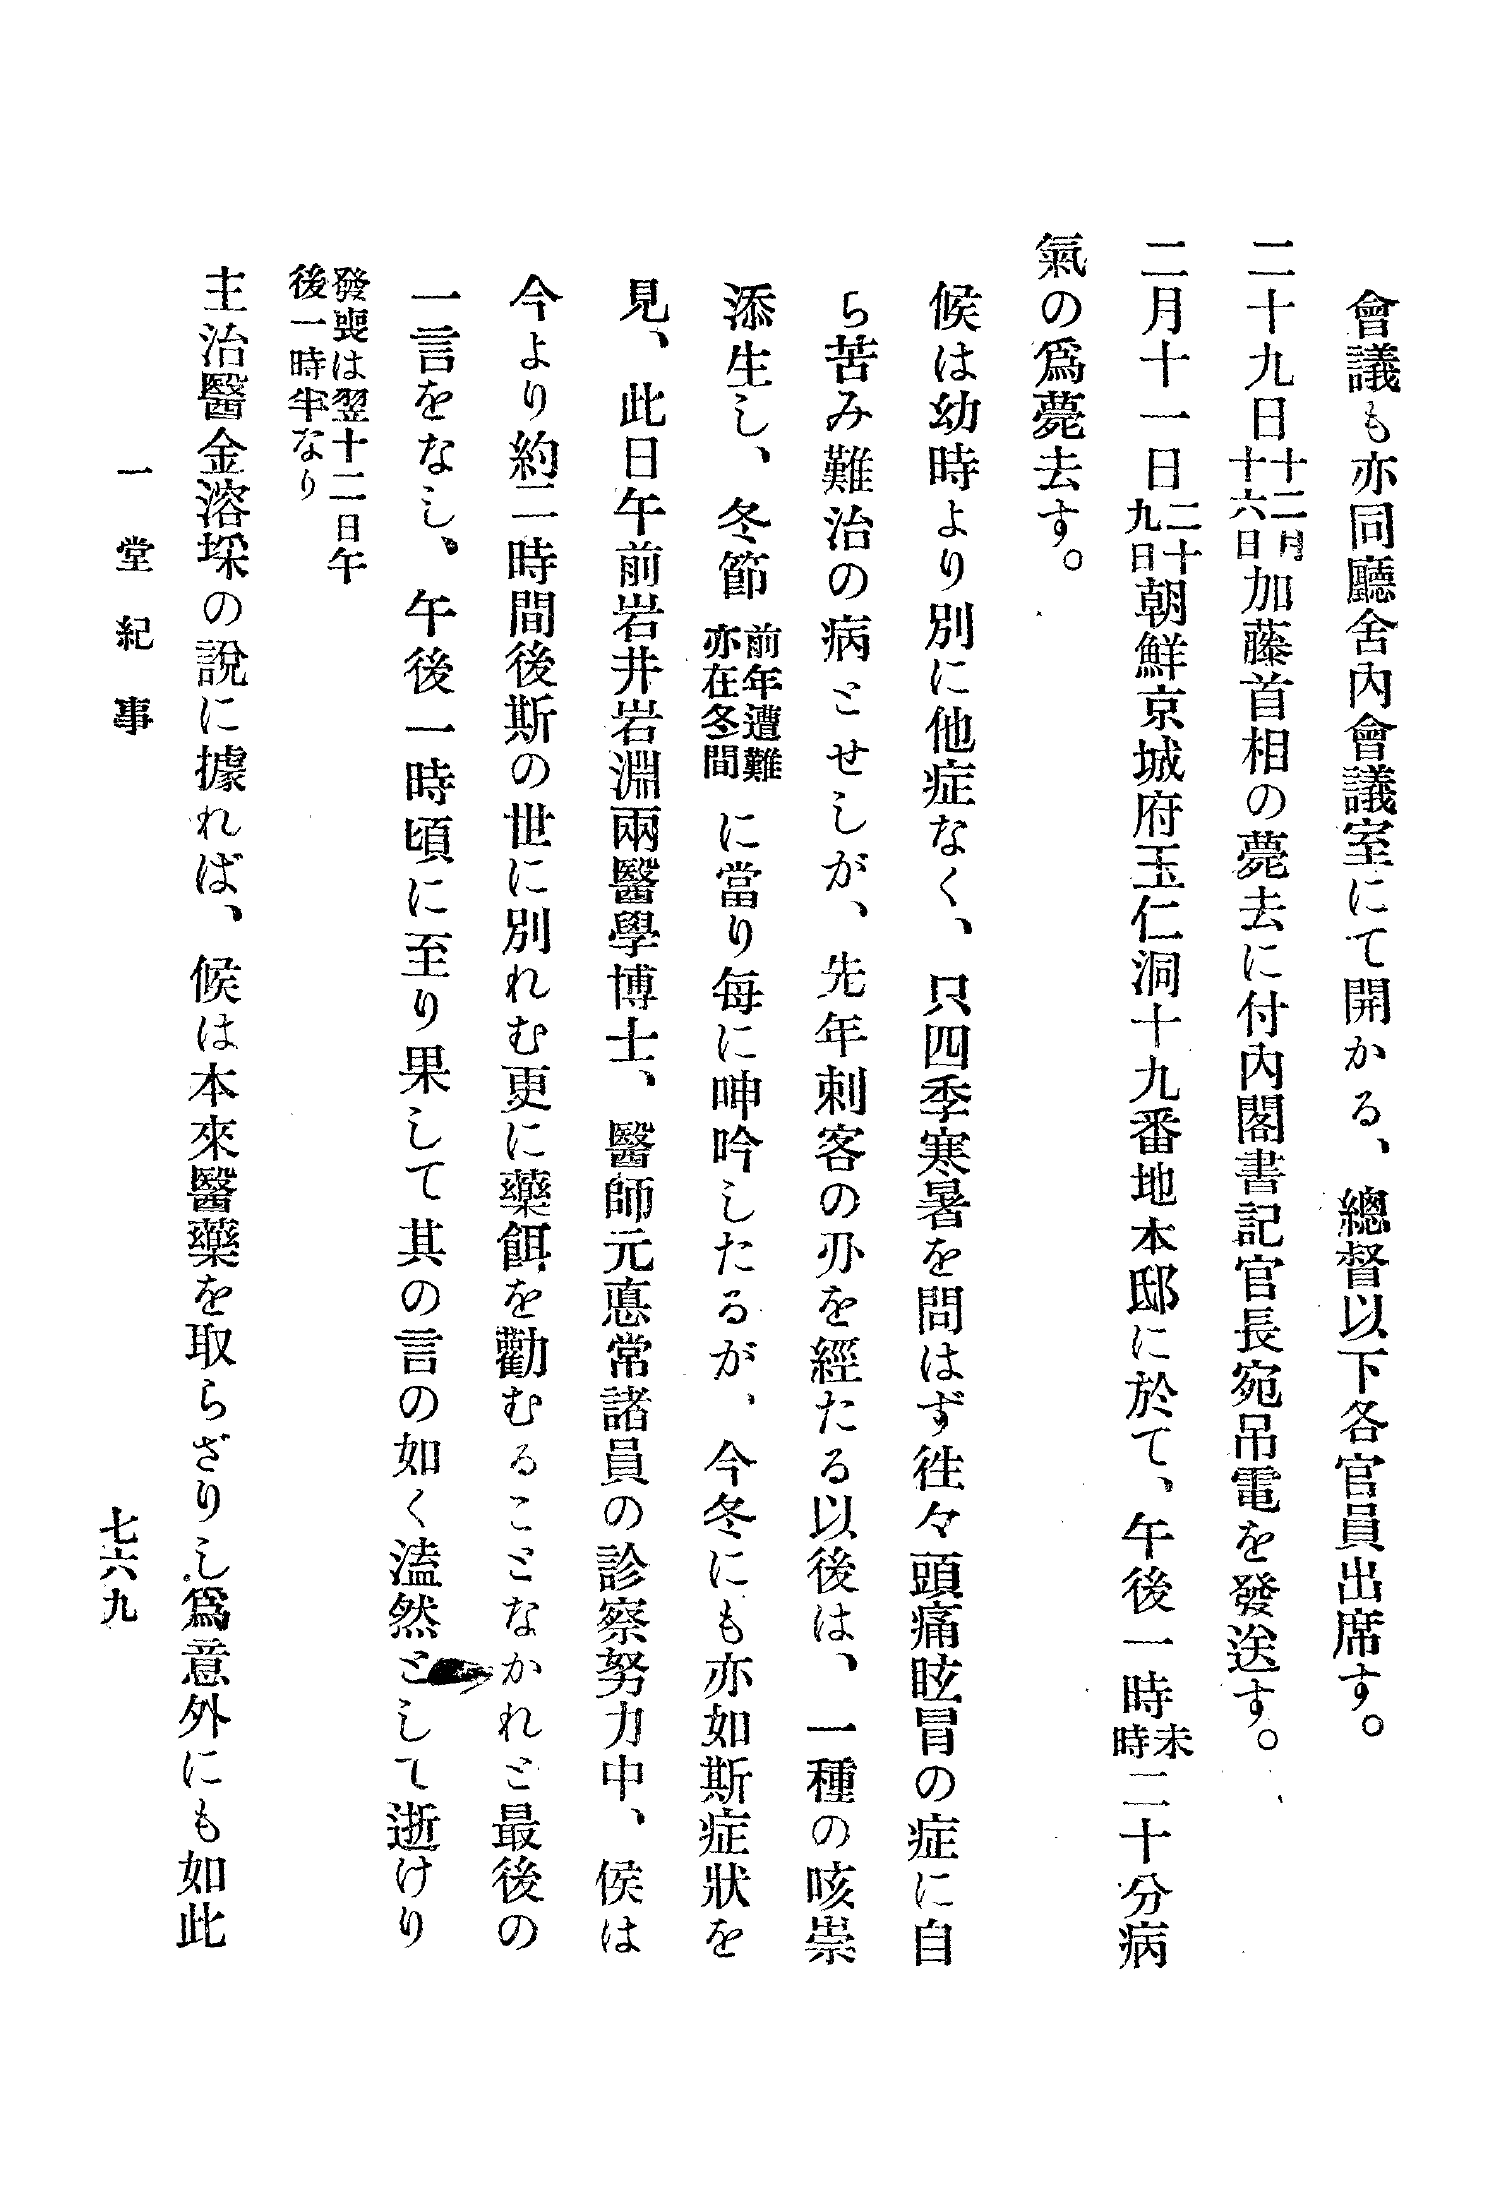 會議も亦同廳舍內會議室にて開かる、總督以下各官員出席す。
二十九日十二月十六日加藤首相の薨去に付內閣書記官長宛吊電を發送す。
二月十一日二十九日朝鮮京城府玉仁洞十九番地本邸に於て、午後一時未時二十分病
氣の爲薨去す。
候は幼時より別に他症なく、只四季寒暑を問はず徃々頭痛眩冒の症に自
ら苦み難治の病とせしが、先年刺客の刅を經たる以後は、一種の咳祟
添生し、冬節前年遭難亦在冬間に當り每に呻吟したるが、今冬にも亦如斯症狀を
見、此日午前岩井岩淵兩醫學博士、醫師元悳常諸員の診察努力中、侯は
今より約二時間後斯の世に別れむ更に藥餌を勸むることなかれと最後の
一言をなし、午後一時頃に至り果して其の言の如く溘然として逝けり
發喪は翌十二日午
後一時半なり
主治醫金溶埰の說に據れば、候は本來醫藥を取らざりし爲意外にも如此
一堂紀事
七六九